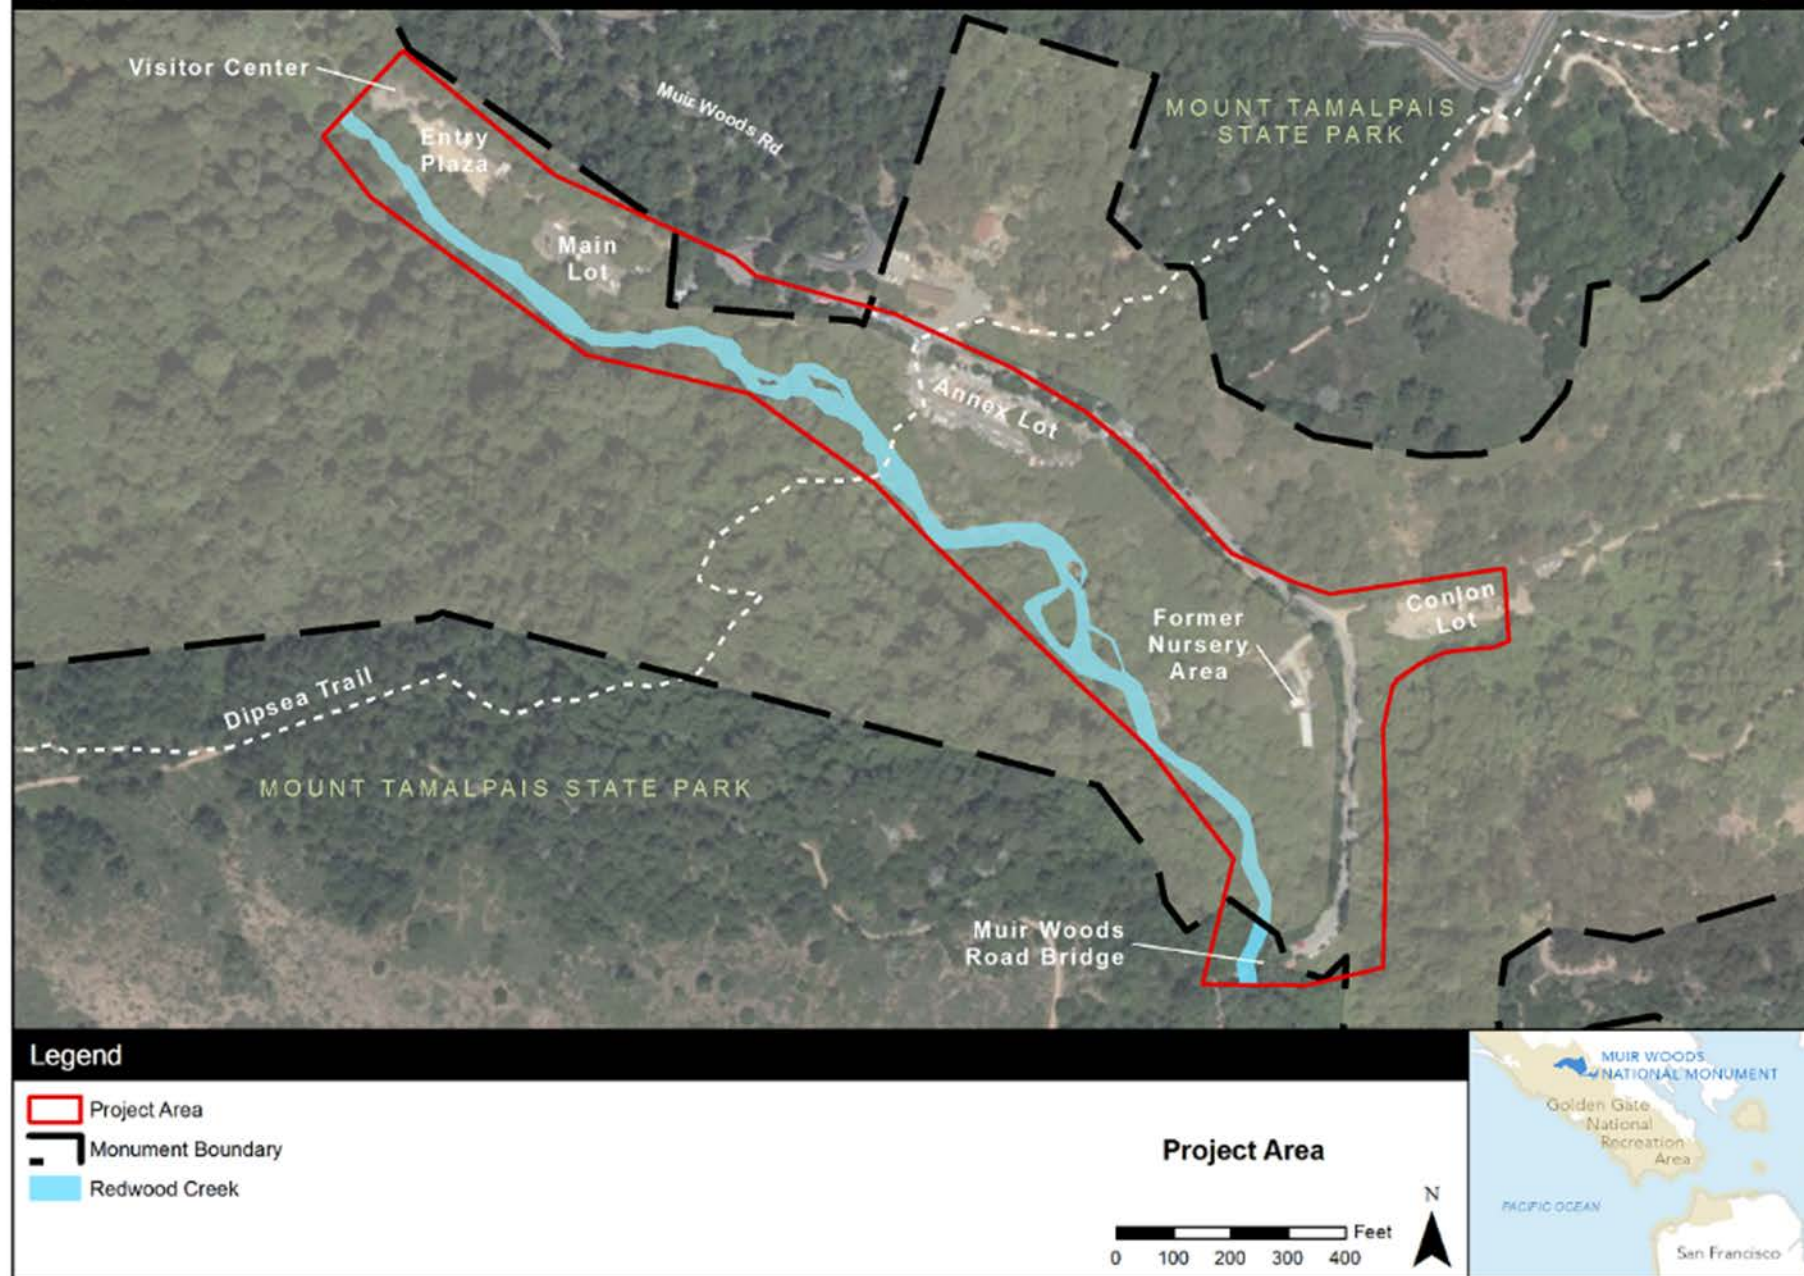 Visitor Center
Entry
Plaza
Muir Woods Rd
MOUNT TAMALPAIS
STATE PARK
Main
Lot
Annex Lot
Conlon
Lot
Former
Nursery
Area
Dipsea Trail
MOUNT TAMALPAIS STATE PARK
Muir Woods
Road Bridge
Legend
Project Area
Monument Boundary
Redwood Creek
Project Area
N
Feet
0 100 200 300 400
MUIR WOODS
NATIONAL MONUMENT
Golden Gate
National
Recreation
Area
PACIFIC OCEAN
San Francisco